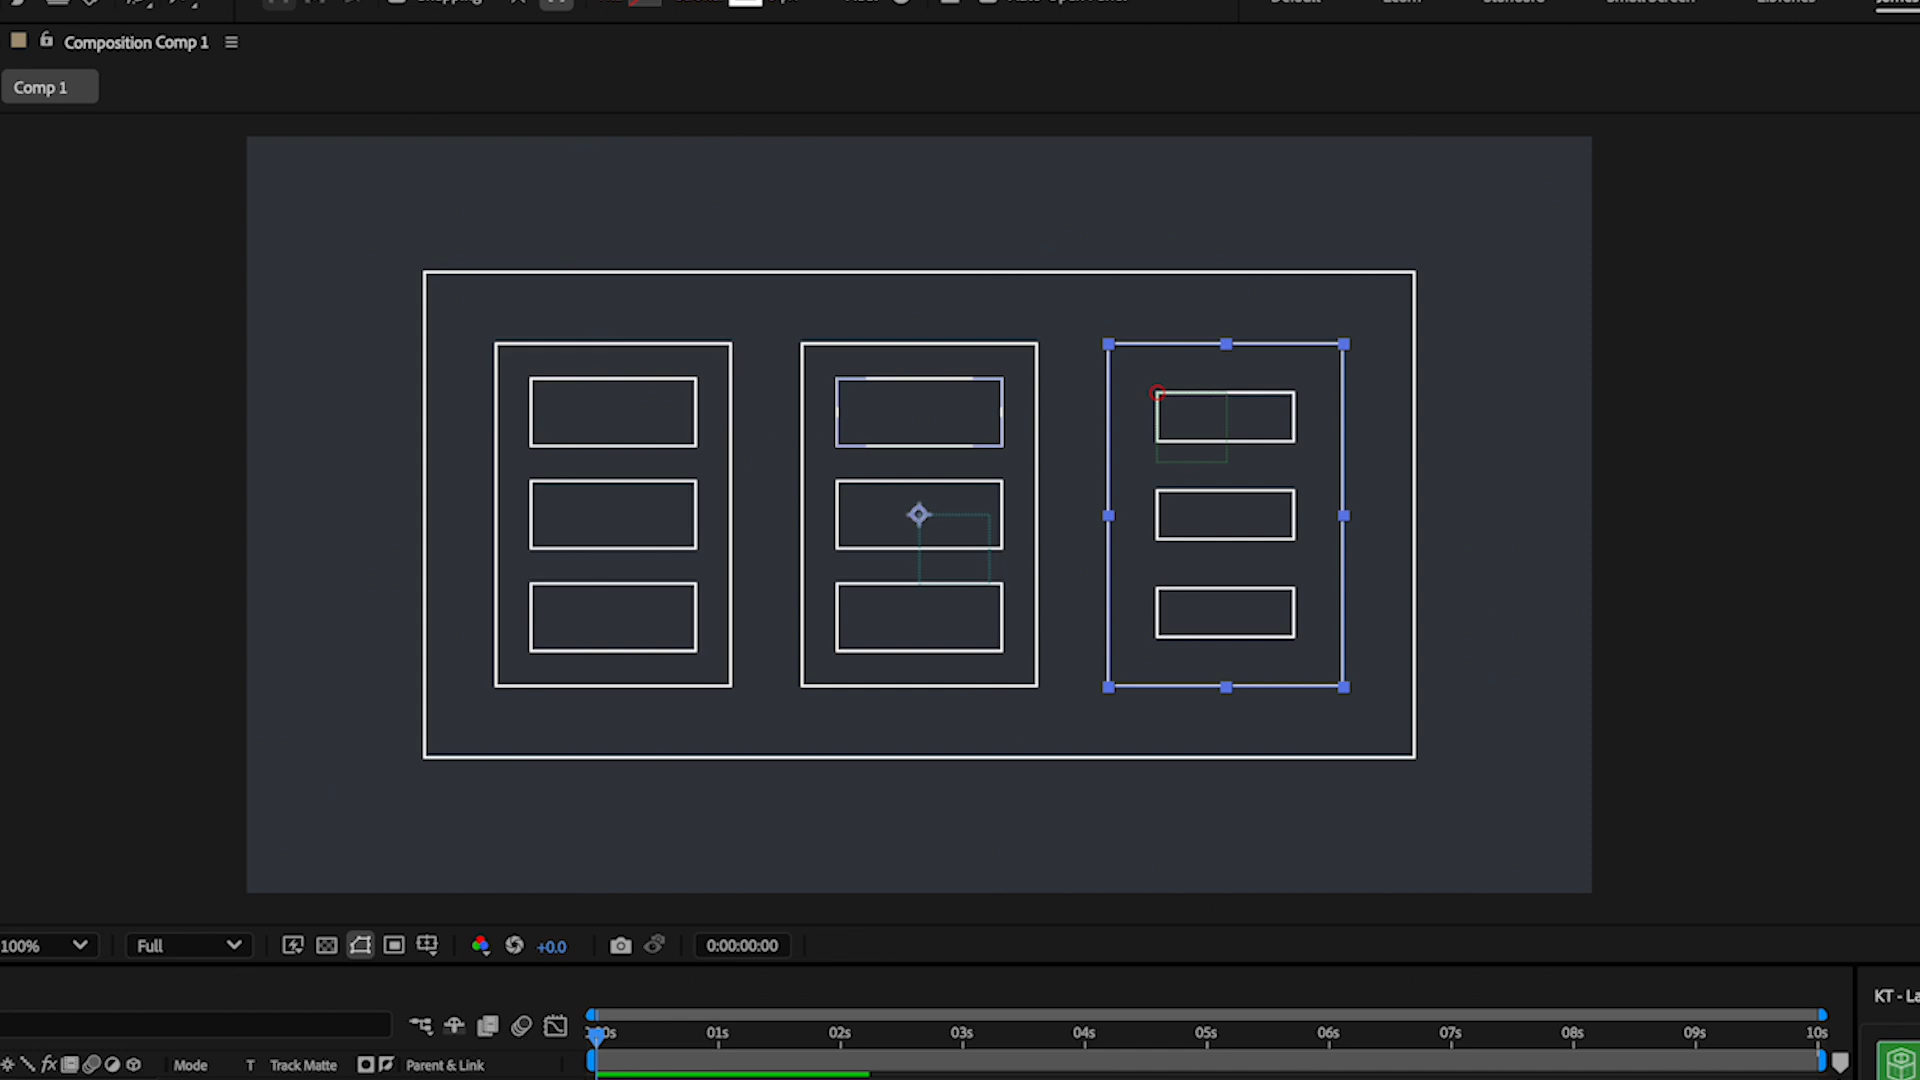 Composition Comp 1
Comp 1
100%
Full
+0.0
0:00:00:00
KT - La
01s
02s
03s
04s
05s
06s
07s
08s
09s
10s
fx
Mode
T
Track Matte
Parent & Link